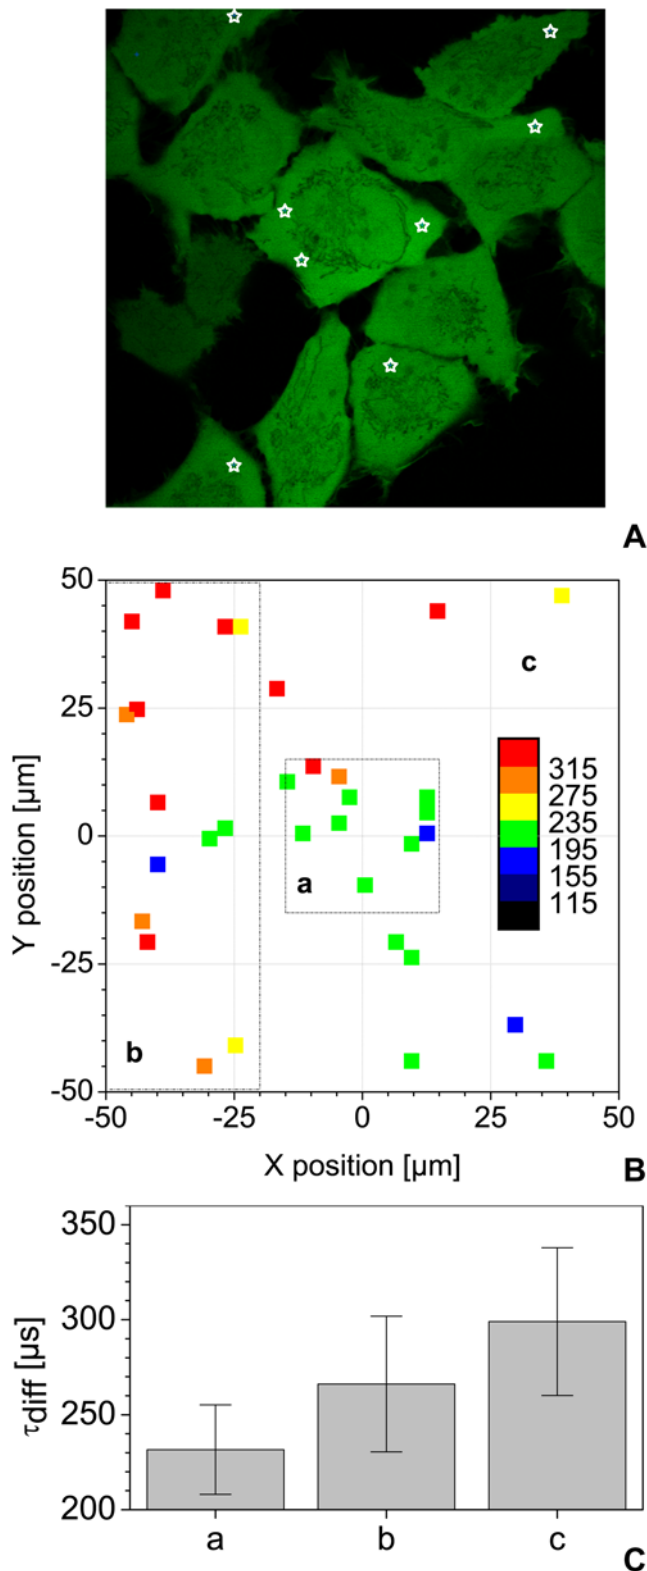 A
50
25
0
-25
-50
Y position [µm]
c
a
b
315
275
235
195
155
115
-50 -25 0 25 50
X position [µm]
B
350
300
250
200
τdiff [µs]
a b c
C